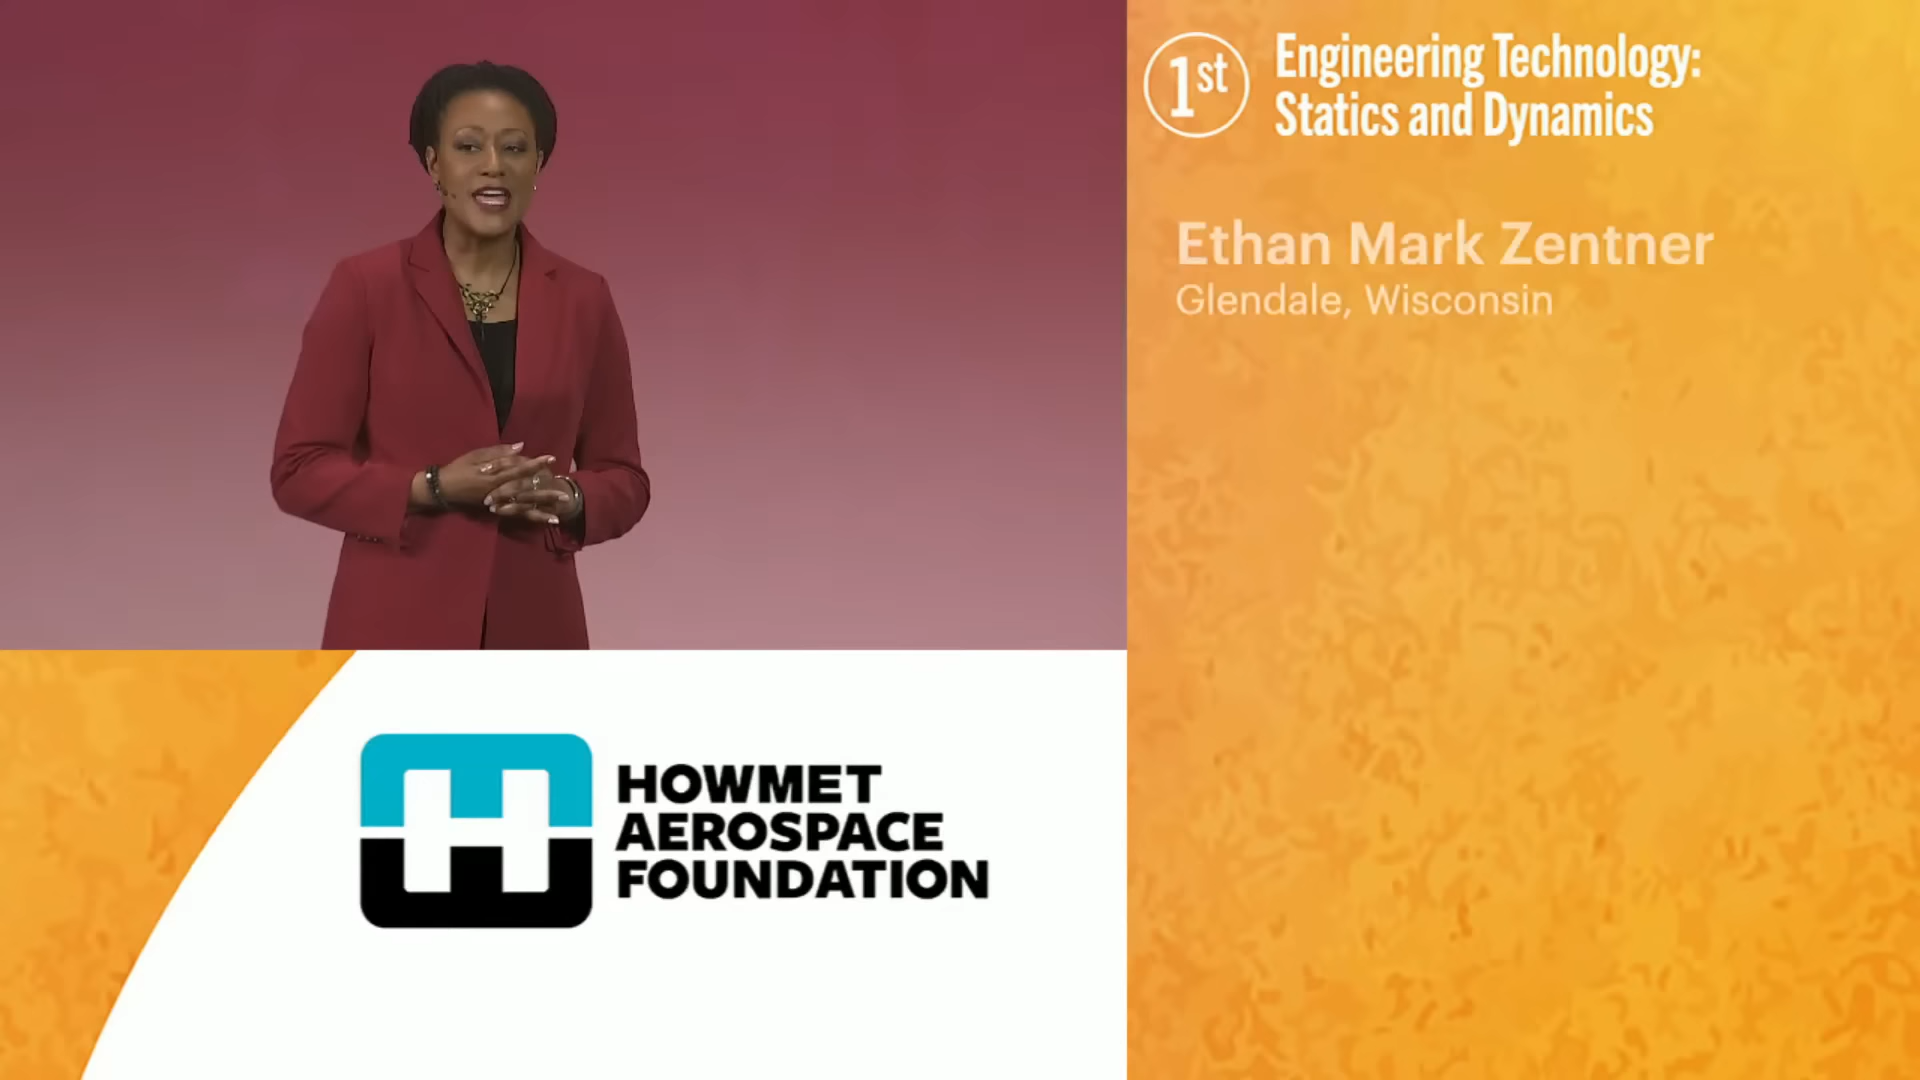 1st
Engineering Technology:
Statics and Dynamics
Ethan Mark Zentner
Glendale, Wisconsin
HOWMET
AEROSPACE
FOUNDATION